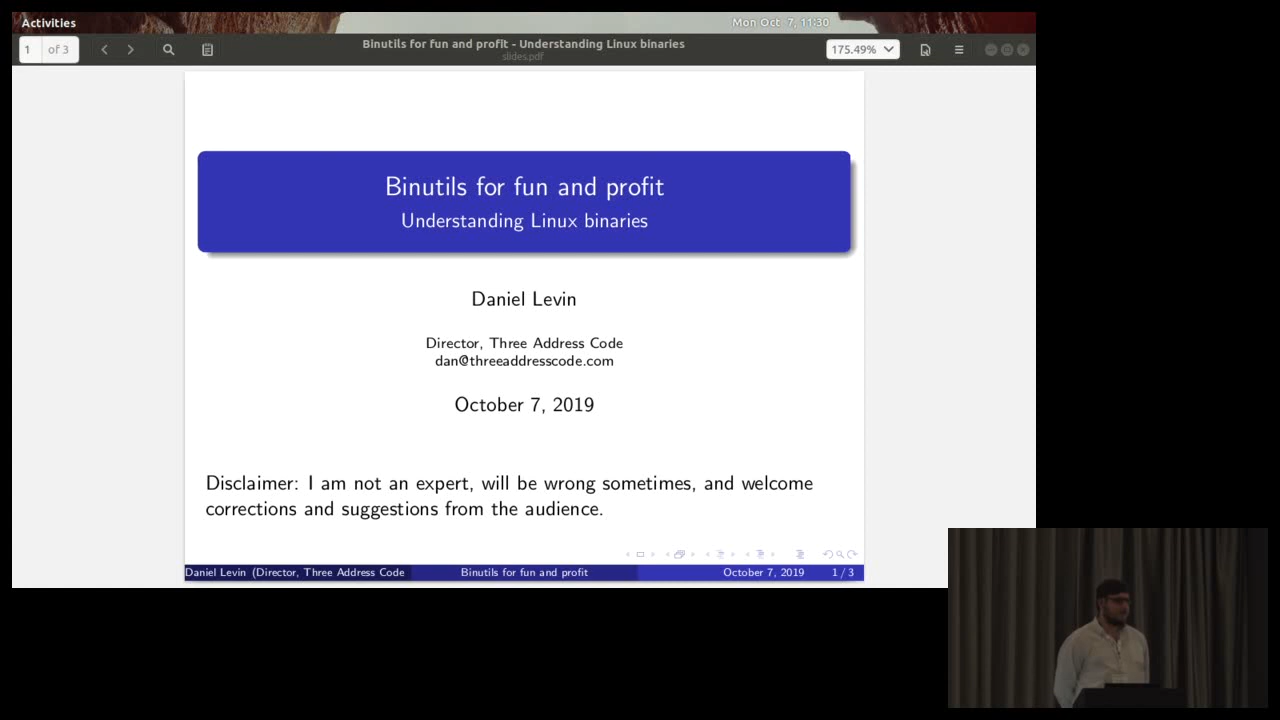 Activities
Mon Oct 7, 11:30
1 of 3
Binutils for fun and profit - Understanding Linux binaries
slides.pdf
175.49%
Binutils for fun and profit
Understanding Linux binaries
Daniel Levin
Director, Three Address Code
dan@threeaddresscode.com
October 7, 2019
Disclaimer: I am not an expert, will be wrong sometimes, and welcome
corrections and suggestions from the audience.
Daniel Levin (Director, Three Address Code
Binutils for fun and profit
October 7, 2019
1 / 3